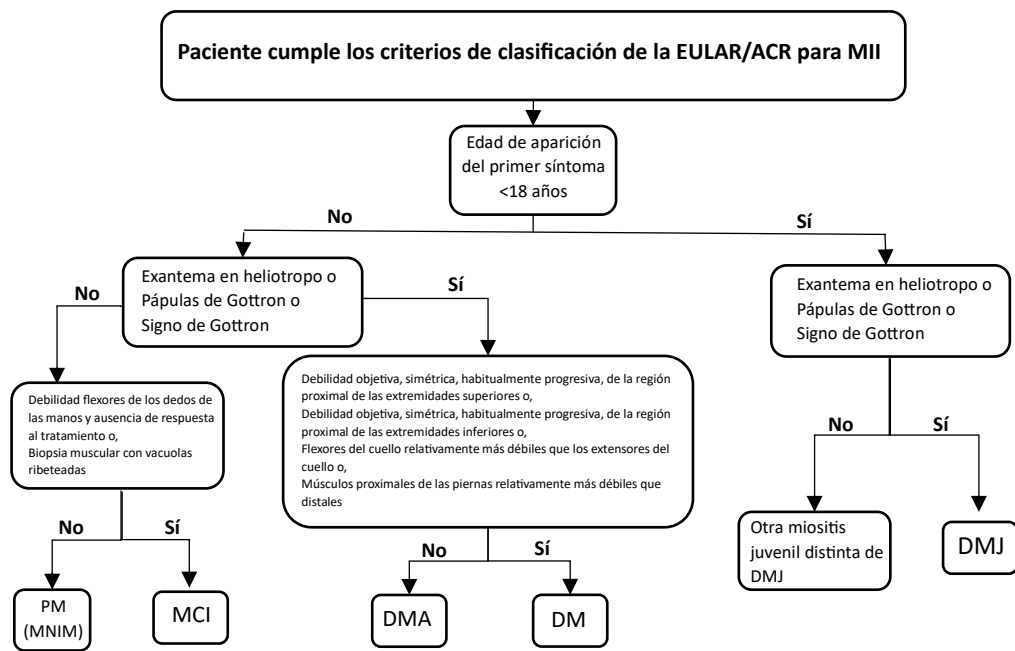 Paciente cumple los criterios de clasificación de la EULAR/ACR para MII
Edad de aparición
del primer síntoma
<18 años
No
Sí
Exantema en heliotropo o
Pápulas de Gottron o
Signo de Gottron
Exantema en heliotropo o
Pápulas de Gottron o
Signo de Gottron
No
Sí
Debilidad flexores de los dedos de
las manos y ausencia de respuesta
al tratamiento o,
Biopsia muscular con vacuolas
ribeteadas
Debilidad objetiva, simétrica, habitualmente progresiva, de la región
proximal de las extremidades superiores o,
Debilidad objetiva, simétrica, habitualmente progresiva, de la región
proximal de las extremidades inferiores o,
Flexores del cuello relativamente más débiles que los extensores del
cuello o,
Músculos proximales de las piernas relativamente más débiles que
distales
No
Sí
Otra miositis
juvenil distinta de
DMJ
DMJ
No
Sí
No
Sí
PM
(MNIM)
MCI
DMA
DM